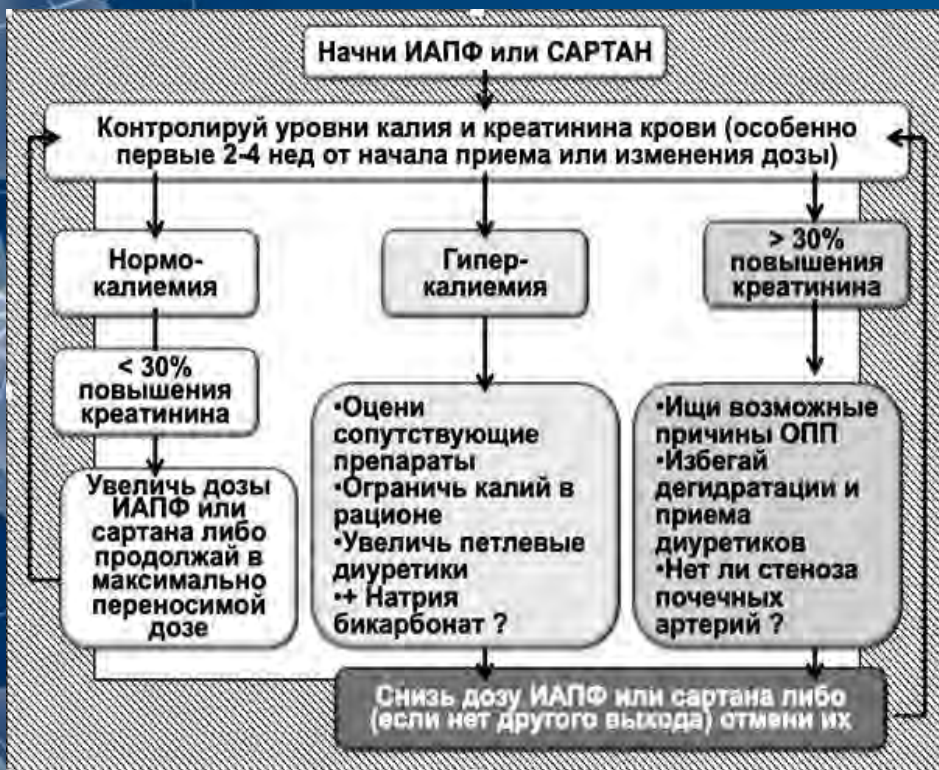 Начни ИАПФ или САРТАН
Контролируй уровни калия и креатинина крови (особенно
первые 2-4 нед от начала приема или изменения дозы)
Нормо-
калиемия
< 30%
повышения
креатинина
Увеличь дозы
ИАПФ или
сартана либо
продолжай в
максимально
переносимой
дозе
Гипер-
калиемия
•Оцени
сопутствующие
препараты
•Ограничь калий в
рационе
•Увеличь петлевые
диуретики
•+ Натрия
бикарбонат ?
> 30%
повышения
креатинина
•Ищи возможные
причины ОПП
•Избегай
дегидратации и
приема
диуретиков
•Нет ли стеноза
почечных
артерий ?
Снизь дозу ИАПФ или сартана либо
(если нет другого выхода) отмени их